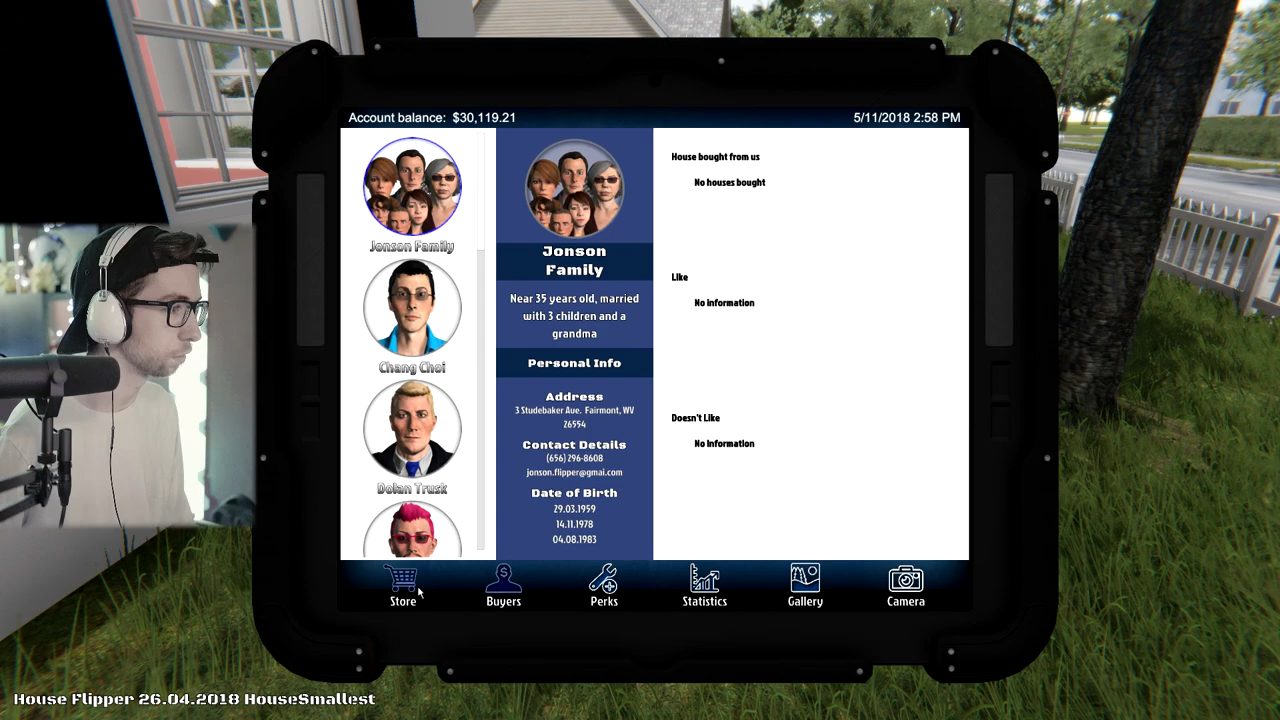 Account balance: $30,119.21
5/11/2018 2:58 PM
Jonson Family
Chang Choi
Dolan Trusk
Jonson
Family
Near 35 years old, married
with 3 children and a
grandma
Personal Info
Address
3 Studebaker Ave. Fairmont, WV
26554
Contact Details
(656) 296-8608
jonson.flipper@gmai.com
Date of Birth
29.03.1959
14.11.1978
04.08.1983
House bought from us
No houses bought
Like
No information
Doesn't Like
No information
Store
Buyers
Perks
Statistics
Gallery
Camera
House Flipper 26.04.2018 HouseSmallest